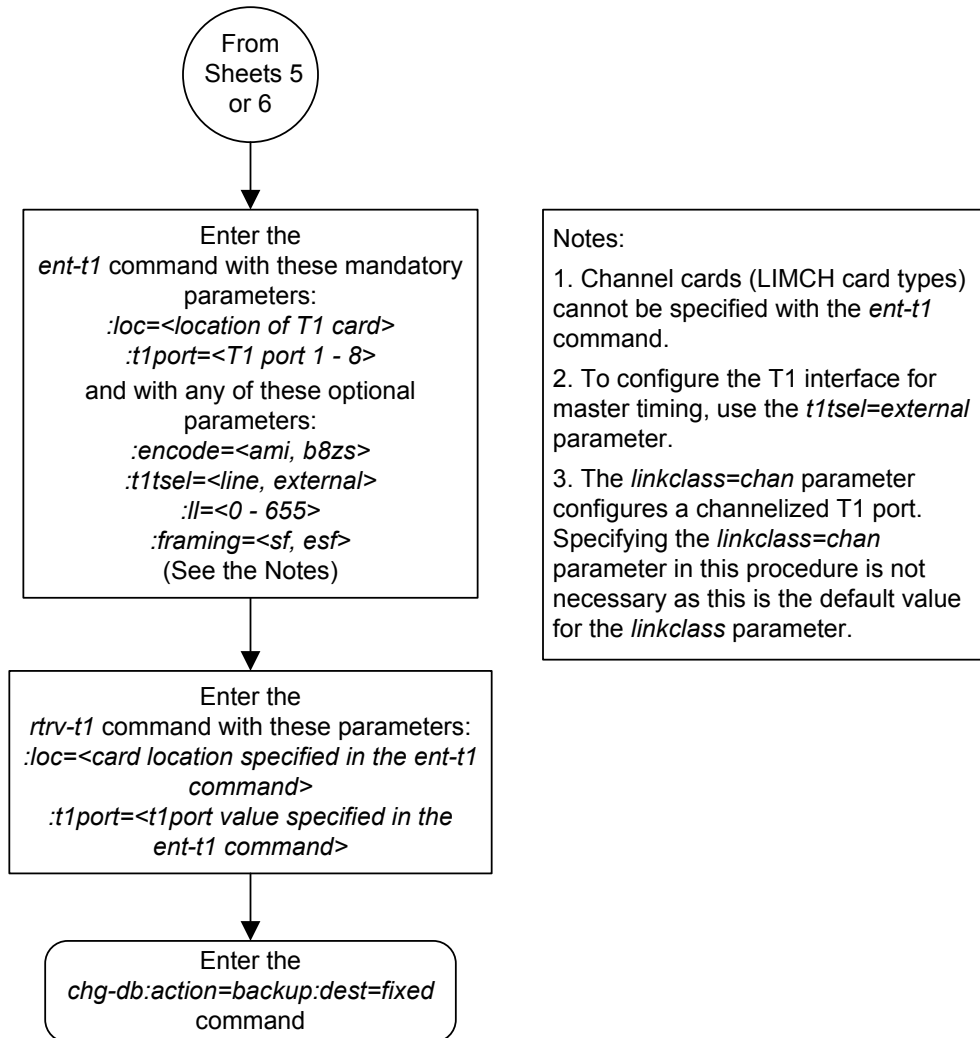 From
Sheets 5
or 6
Enter the
ent-t1 command with these mandatory
parameters:
:loc=<location of T1 card>
:t1port=<T1 port 1 - 8>
and with any of these optional
parameters:
:encode=<ami, b8zs>
:t1tsel=<line, external>
:ll=<0 - 655>
:framing=<sf, esf>
(See the Notes)
Notes:
1. Channel cards (LIMCH card types)
cannot be specified with the ent-t1
command.
2. To configure the T1 interface for
master timing, use the t1tsel=external
parameter.
3. The linkclass=chan parameter
configures a channelized T1 port.
Specifying the linkclass=chan
parameter in this procedure is not
necessary as this is the default value
for the linkclass parameter.
Enter the
rtrv-t1 command with these parameters:
:loc=<card location specified in the ent-t1
command>
:t1port=<t1port value specified in the
ent-t1 command>
Enter the
chg-db:action=backup:dest=fixed
command